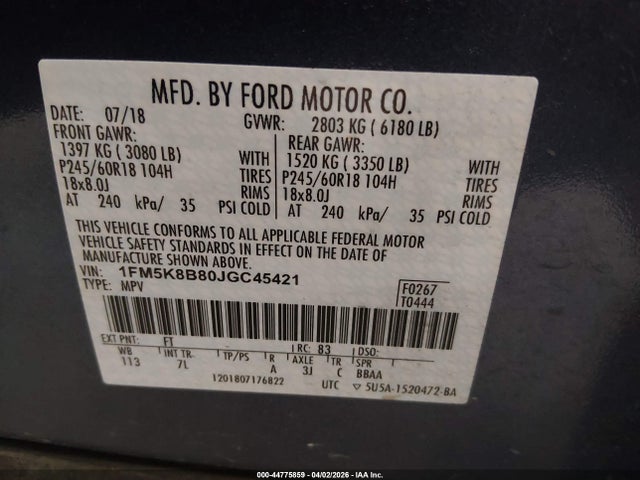 MFD. BY FORD MOTOR CO.
DATE: 07/18 GVWR: 2803 KG ( 6180 LB)
FRONT GAWR: REAR GAWR:
1397 KG ( 3080 LB) WITH 1520 KG ( 3350 LB) WITH
P245/60R18 104H TIRES P245/60R18 104H TIRES
18x8.0J RIMS 18x8.0J RIMS
AT 240 kPa/ 35 PSI COLD AT 240 kPa/ 35 PSI COLD
THIS VEHICLE CONFORMS TO ALL APPLICABLE FEDERAL MOTOR
VEHICLE SAFETY STANDARDS IN EFFECT ON THE DATE OF
MANUFACTURE SHOWN ABOVE.
VIN: 1FM5K8B80JGC45421 F0267
TYPE: MPV T0444
EXT PNT: FT RC: 83 DSO:
WB INT TR TP/PS R AXLE TR SPR
113 7L A 3J C BBAA
1201807176822 UTC ▽ 5U5A-1520472-BA
000-44775859 - 04/02/2026 - IAA Inc.